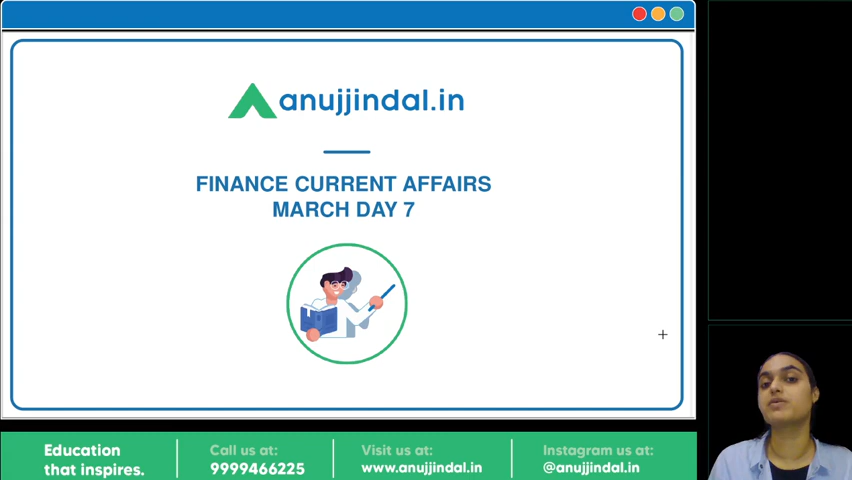 anujjindal.in
FINANCE CURRENT AFFAIRS
MARCH DAY 7
Education
that inspires.
Call us at:
9999466225
Visit us at:
www.anujjindal.in
Instagram us at:
@anujjindal.in